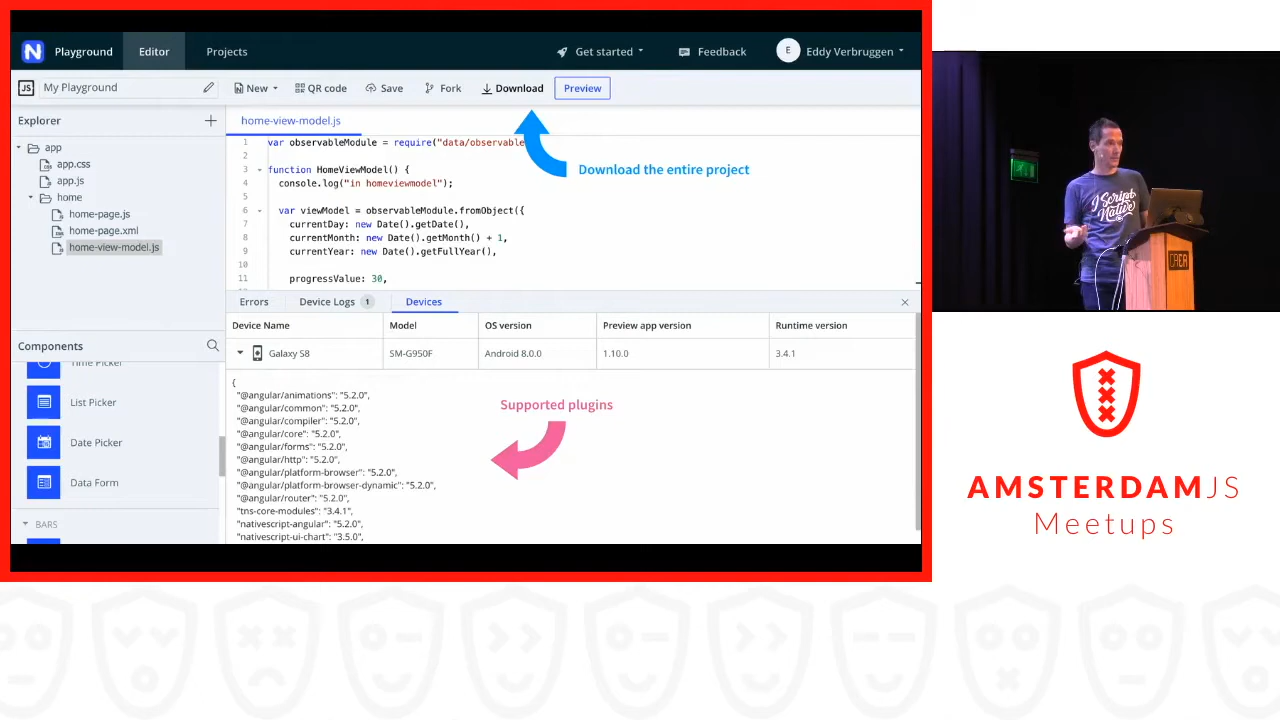 N Playground Editor Projects Get started Feedback E Eddy Verbruggen
JS My Playground New QR code Save Fork Download Preview
Explorer
app
app.css
app.js
home
home-page.js
home-page.xml
home-view-model.js
Components
Time Picker
List Picker
Date Picker
Data Form
BARS
home-view-model.js
1 var observableModule = require("data/observable
2
3 function HomeViewModel() {
4 console.log("in homeviewmodel");
5
6 var viewModel = observableModule.fromObject({
7 currentDay: new Date().getDate(),
8 currentMonth: new Date().getMonth() + 1,
9 currentYear: new Date().getFullYear(),
10
11 progressValue: 30,
Download the entire project
Errors Device Logs 1 Devices
Device Name Model OS version Preview app version Runtime version
Galaxy S8 SM-G950F Android 8.0.0 1.10.0 3.4.1
{
"@angular/animations": "5.2.0",
"@angular/common": "5.2.0",
"@angular/compiler": "5.2.0",
"@angular/core": "5.2.0",
"@angular/forms": "5.2.0",
"@angular/http": "5.2.0",
"@angular/platform-browser": "5.2.0",
"@angular/platform-browser-dynamic": "5.2.0",
"@angular/router": "5.2.0",
"tns-core-modules": "3.4.1",
"nativescript-angular": "5.2.0",
"nativescript-ui-chart": "3.5.0",
Supported plugins
I Script
Native
AMSTERDAMJS
Meetups